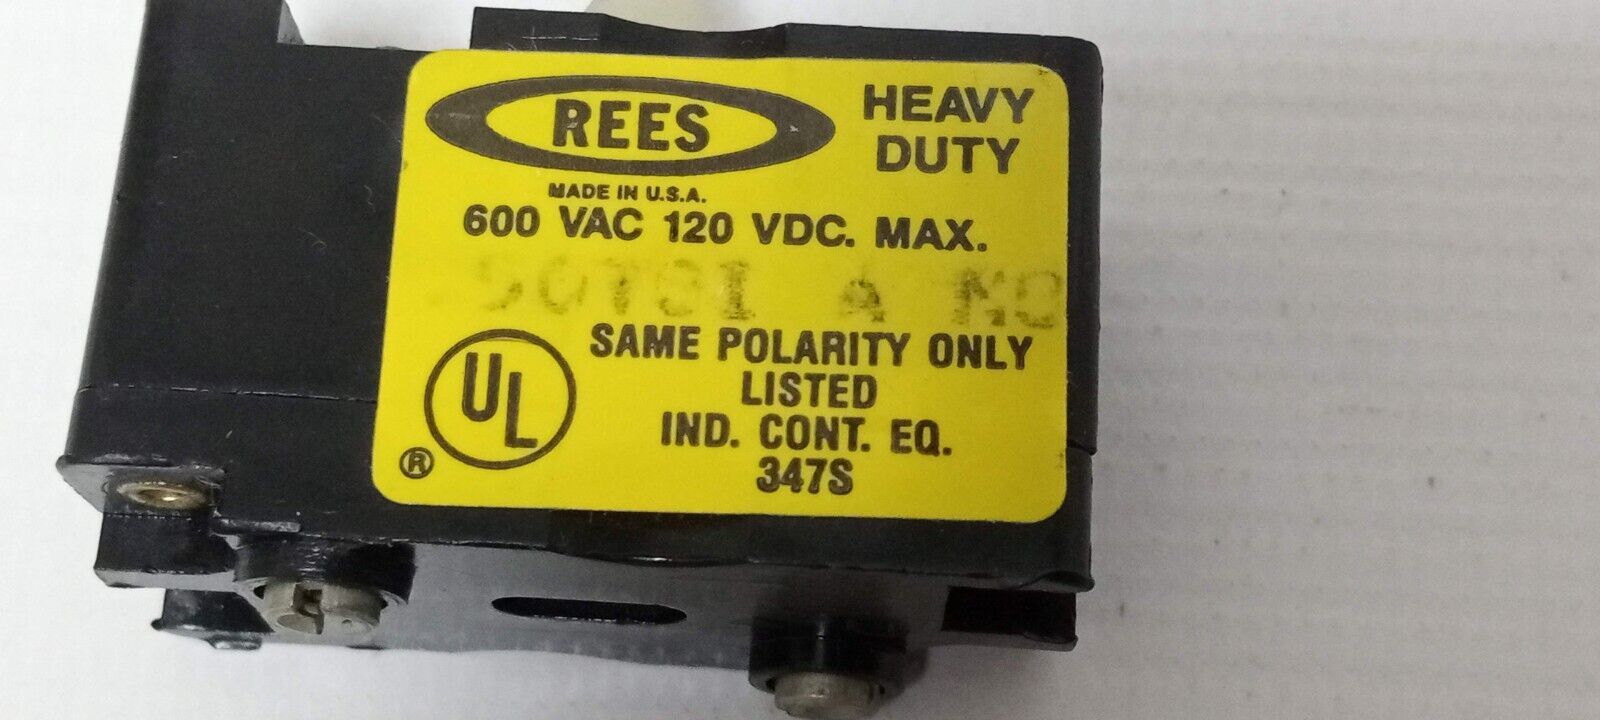 REES
HEAVY
DUTY
MADE IN U.S.A.
600 VAC 120 VDC. MAX.
A
UL
®
SAME POLARITY ONLY
LISTED
IND. CONT. EQ.
347S